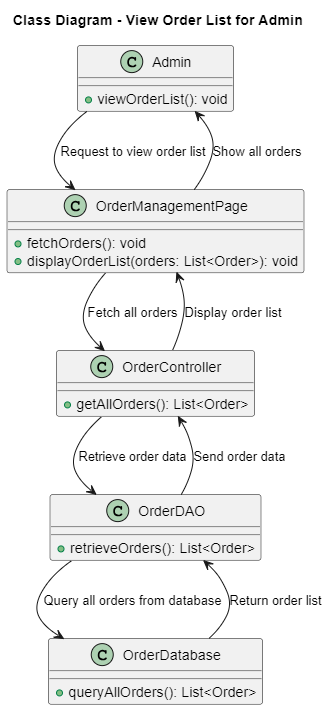 Class Diagram - View Order List for Admin
C Admin
viewOrderList(): void
Request to view order list Show all orders
C OrderManagementPage
fetchOrders(): void
displayOrderList(orders: List<Order>): void
Fetch all orders Display order list
C OrderController
getAllOrders(): List<Order>
Retrieve order data Send order data
C OrderDAO
retrieveOrders(): List<Order>
Query all orders from database Return order list
C OrderDatabase
queryAllOrders(): List<Order>